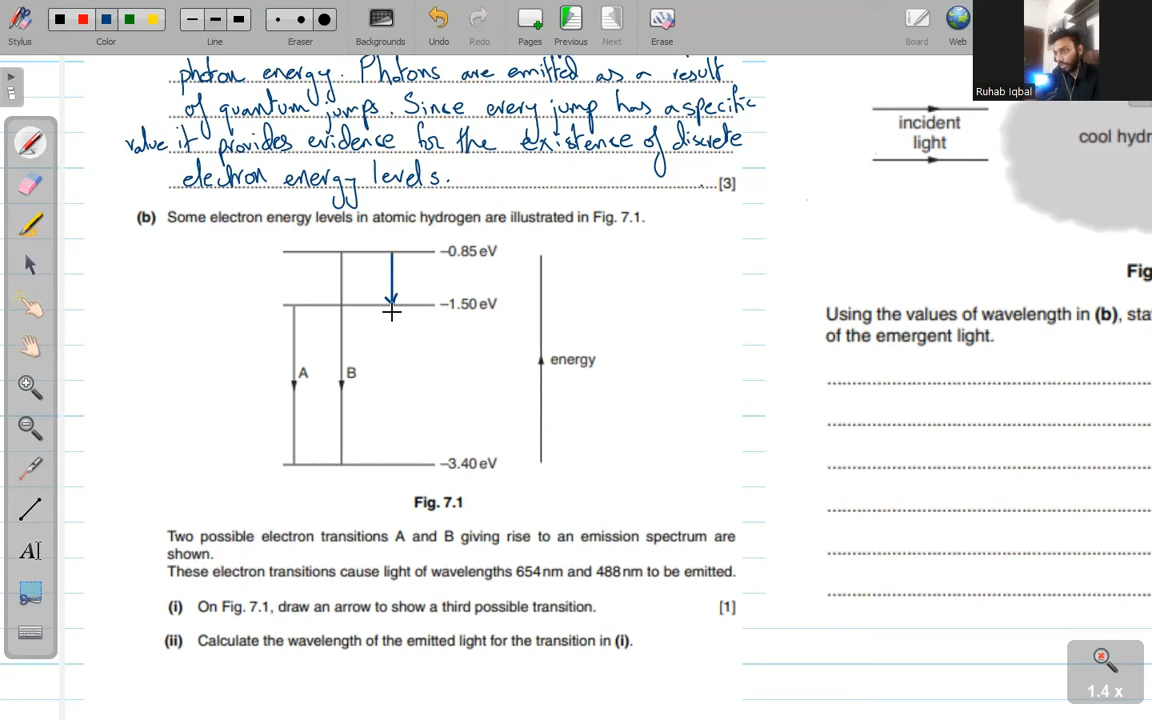 Stylus
Color
Line
Eraser
Backgrounds
Undo
Redo
Pages
Previous
Next
Erase
Board
Web
Ruhab Iqbal
photon energy. Photons are emitted as a result
of quantum jumps. Since every jump has a specific
value it provides evidence for the existence of discrete
electron energy levels.
[3]
(b) Some electron energy levels in atomic hydrogen are illustrated in Fig. 7.1.
–0.85 eV
–1.50 eV
A
B
energy
–3.40 eV
Fig. 7.1
Two possible electron transitions A and B giving rise to an emission spectrum are
shown.
These electron transitions cause light of wavelengths 654 nm and 488 nm to be emitted.
(i) On Fig. 7.1, draw an arrow to show a third possible transition. [1]
(ii) Calculate the wavelength of the emitted light for the transition in (i).
incident
light
cool hydr
Fig
Using the values of wavelength in (b), sta
of the emergent light.
A
1.4 x